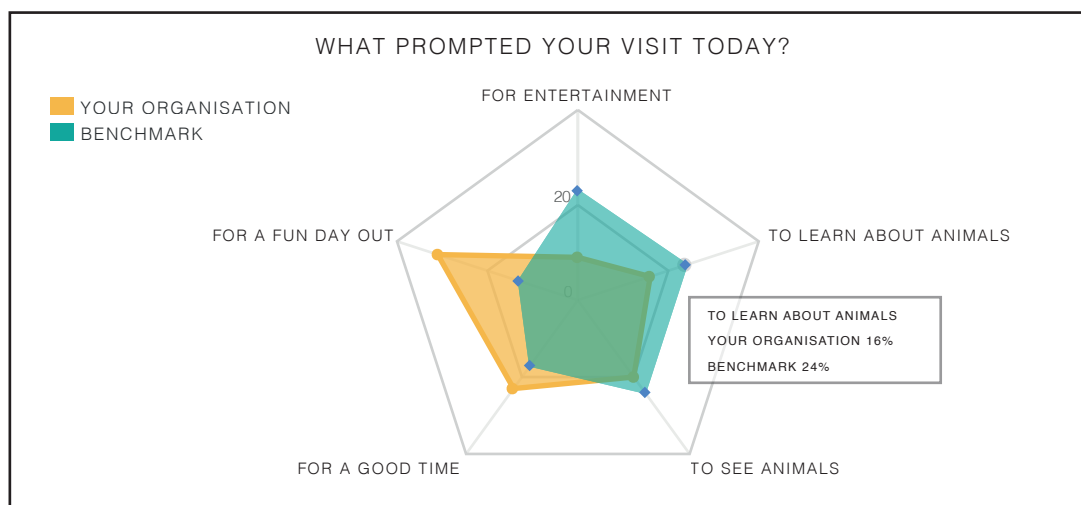 WHAT PROMPTED YOUR VISIT TODAY?
YOUR ORGANISATION
BENCHMARK
FOR ENTERTAINMENT
20
FOR A FUN DAY OUT
TO LEARN ABOUT ANIMALS
0
TO LEARN ABOUT ANIMALS
YOUR ORGANISATION 16%
BENCHMARK 24%
FOR A GOOD TIME
TO SEE ANIMALS